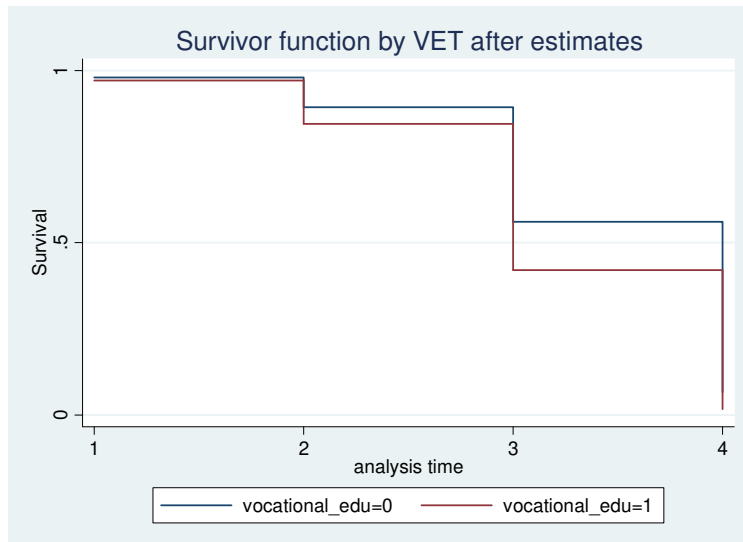 Survivor function by VET after estimates
1
.5
0
Survival
1 2 3 4
analysis time
vocational_edu=0 vocational_edu=1